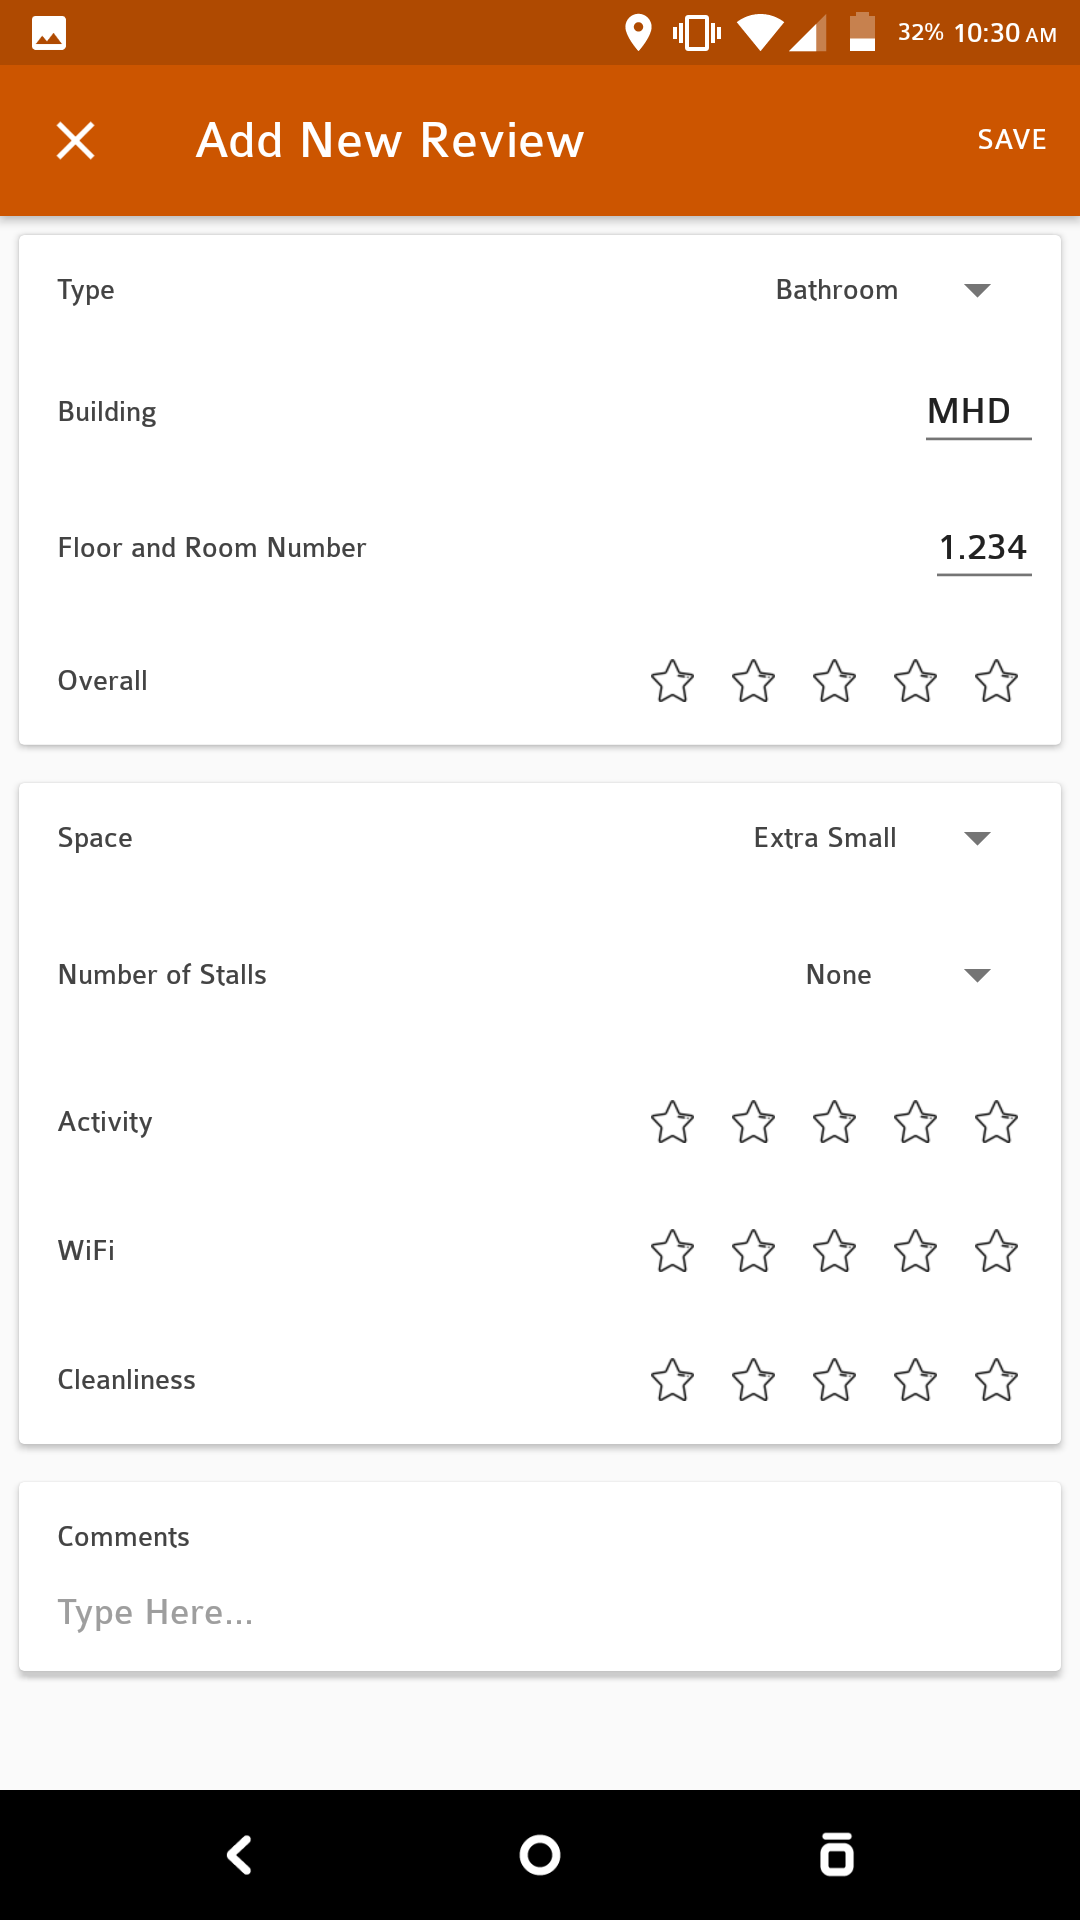 32% 10:30 AM
Add New Review SAVE
Type Bathroom
Building MHD
Floor and Room Number 1.234
Overall
Space Extra Small
Number of Stalls None
Activity
WiFi
Cleanliness
Comments
Type Here...